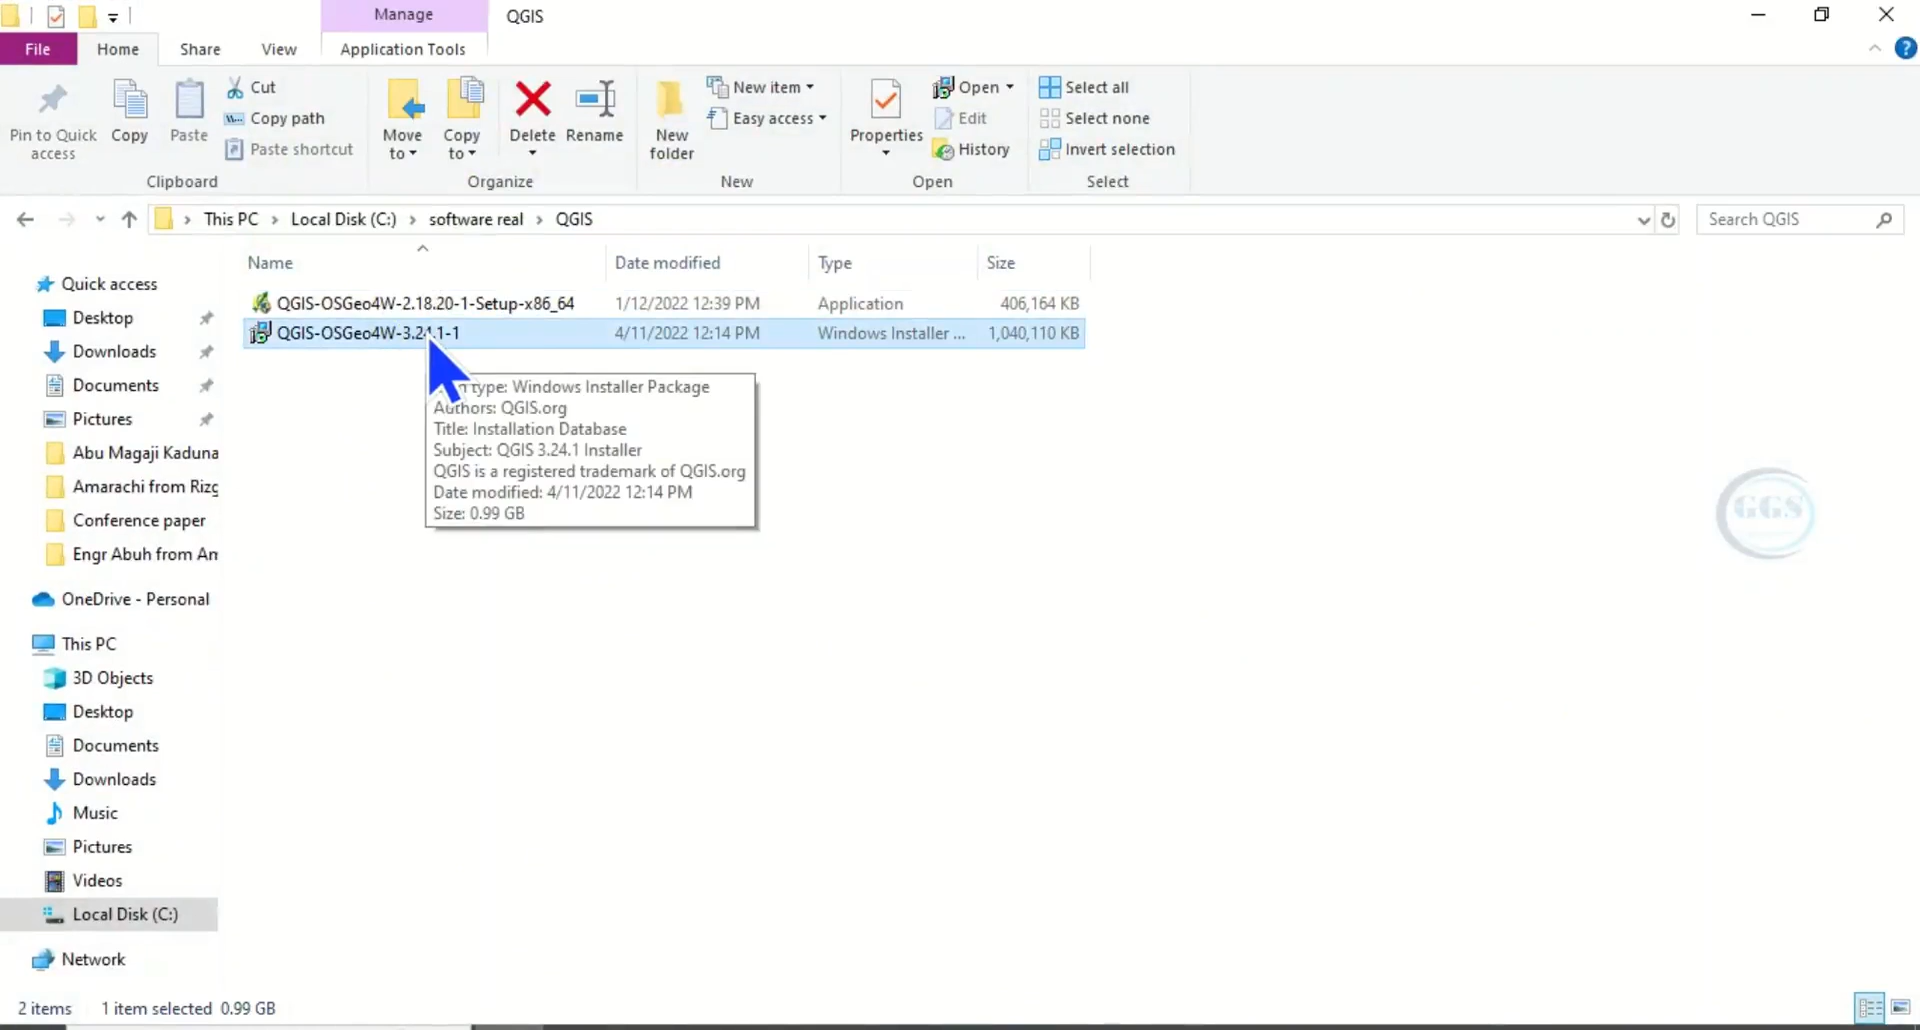 Manage
QGIS
File
Home
Share
View
Application Tools
Pin to Quick access
Copy
Paste
Cut
Copy path
Paste shortcut
Clipboard
Move to
Copy to
Delete
Rename
Organize
New folder
New item
Easy access
New
Properties
Open
Edit
History
Open
Select all
Select none
Invert selection
Select
This PC > Local Disk (C:) > software real > QGIS
Search QGIS
Name
Date modified
Type
Size
QGIS-OSGeo4W-2.18.20-1-Setup-x86_64 1/12/2022 12:39 PM Application 406,164 KB
QGIS-OSGeo4W-3.24.1-1 4/11/2022 12:14 PM Windows Installer ... 1,040,110 KB
type: Windows Installer Package
Authors: QGIS.org
Title: Installation Database
Subject: QGIS 3.24.1 Installer
QGIS is a registered trademark of QGIS.org
Date modified: 4/11/2022 12:14 PM
Size: 0.99 GB
Quick access
Desktop
Downloads
Documents
Pictures
Abu Magaji Kaduna
Amarachi from Rizg
Conference paper
Engr Abuh from Am
OneDrive - Personal
This PC
3D Objects
Desktop
Documents
Downloads
Music
Pictures
Videos
Local Disk (C:)
Network
GGS
2 items
1 item selected 0.99 GB